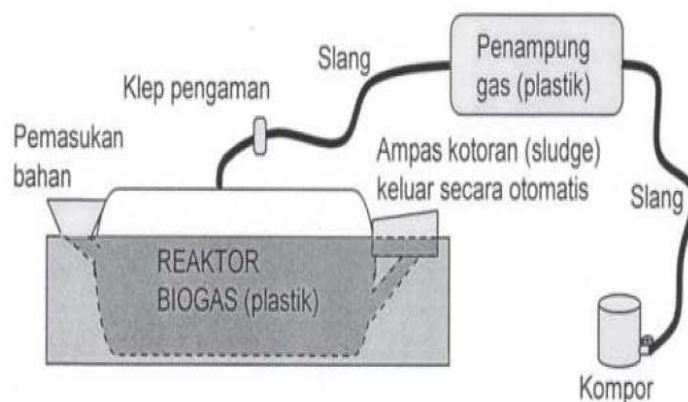 Penampung
gas (plastik)
Slang
Klep pengaman
Pemasukan
bahan
Ampas kotoran (sludge)
keluar secara otomatis
Slang
REAKTOR
BIOGAS (plastik)
Kompor